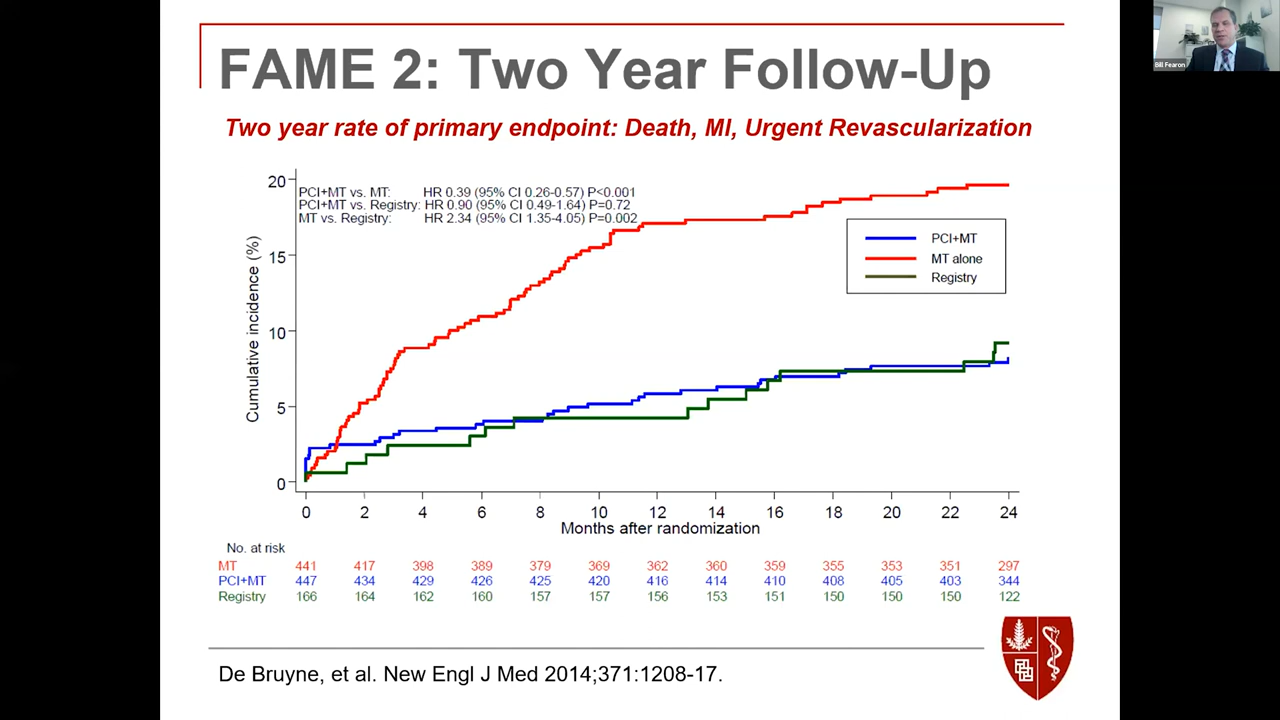 FAME 2: Two Year Follow-Up
Bill Fearon
Two year rate of primary endpoint: Death, MI, Urgent Revascularization
PCI+MT vs. MT: HR 0.39 (95% CI 0.26-0.57) P<0.001
PCI+MT vs. Registry: HR 0.90 (95% CI 0.49-1.64) P=0.72
MT vs. Registry: HR 2.34 (95% CI 1.35-4.05) P=0.002
PCI+MT
MT alone
Registry
Cumulative incidence (%)
20
15
10
5
0
0 2 4 6 8 10 12 14 16 18 20 22 24
Months after randomization
No. at risk
MT 441 417 398 389 379 369 362 360 359 355 353 351 297
PCI+MT 447 434 429 426 425 420 416 414 410 408 405 403 344
Registry 166 164 162 160 157 157 156 153 151 150 150 150 122
De Bruyne, et al. New Engl J Med 2014;371:1208-17.